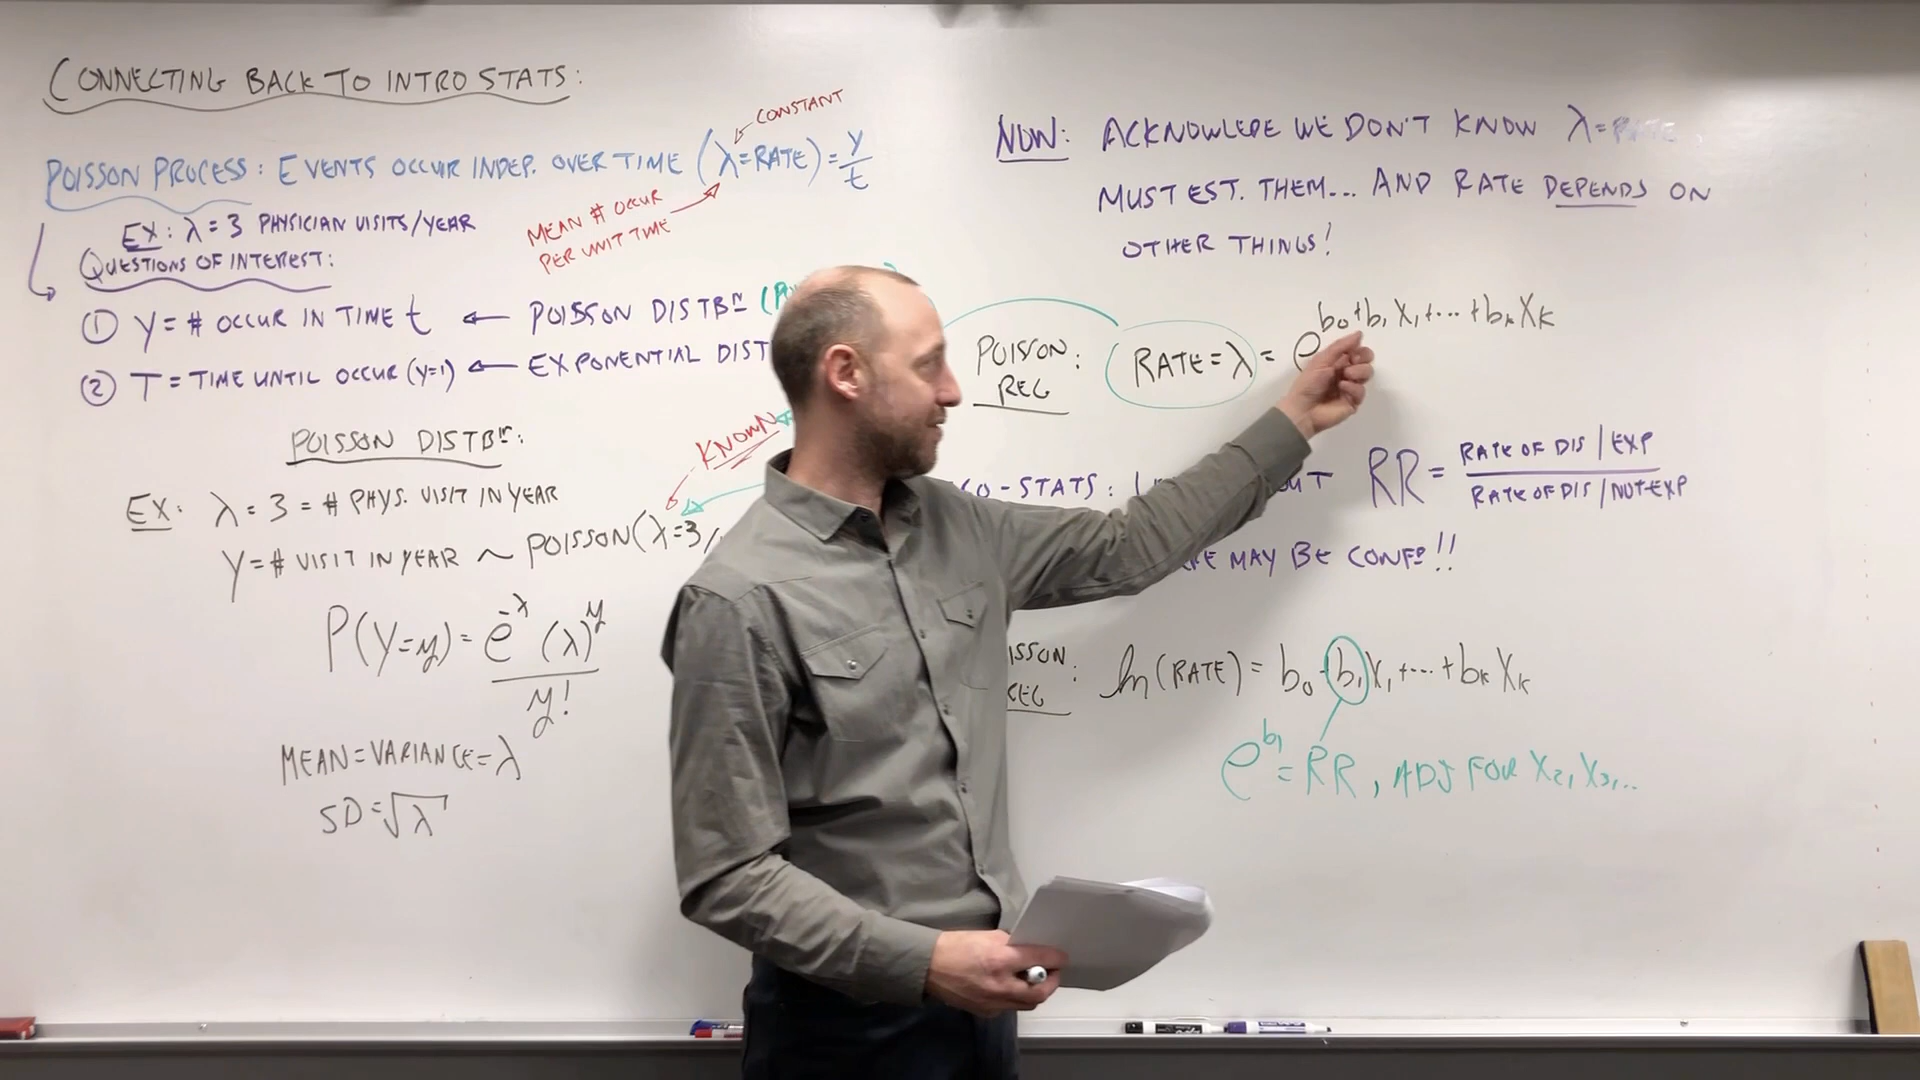 CONNECTING BACK TO INTRO STATS:
CONSTANT
POISSON PROCESS: EVENTS OCCUR INDEP. OVER TIME (λ=RATE) = y/t
MEAN # OCCUR
PER UNIT TIME
EX: λ = 3 PHYSICIAN VISITS/YEAR
QUESTIONS OF INTEREST:
① Y = # OCCUR IN TIME t ← POISSON DISTBⁿ
② T = TIME UNTIL OCCUR (Y=1) ← EXPONENTIAL
POISSON DISTBⁿ:
KNOWN
EX: λ = 3 = # PHYS. VISIT IN YEAR
Y = # VISIT IN YEAR ~ POISSON(λ=3
P(Y=y) = e^-λ (λ)^y / y!
MEAN = VARIANCE = λ
SD = √λ
NOW: ACKNOWLEDE WE DON'T KNOW λ=
MUST EST. THEM... AND RATE DEPENDS ON
OTHER THINGS!
POISSON: REG
RATE = λ = e^b₀+b₁X₁+...+bₖXₖ
STATS:
RR = RATE OF DIS / EXP
RATE OF DIS / NOT EXP
MAY BE CONFᴰ!!
ln(RATE) = b₀ + b₁X₁ +...+ bₖXₖ
e^b₁ = RR, ADJ FOR X₂, X₃,...